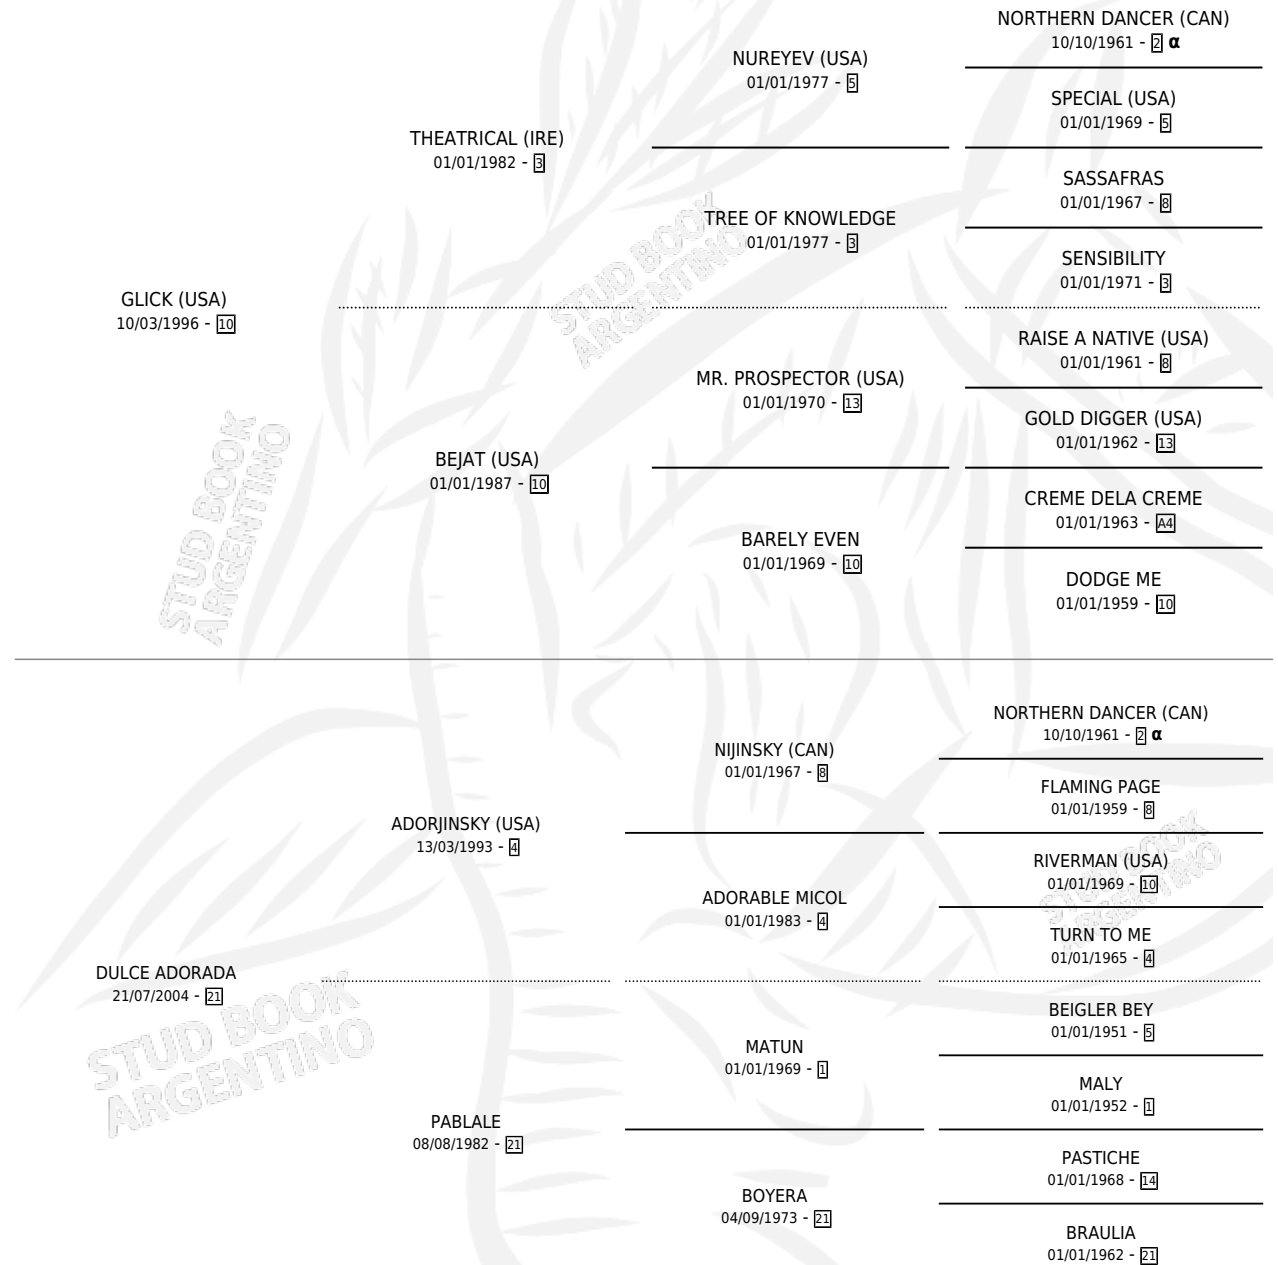 NORTHERN DANCER (CAN)
10/10/1961 - 2 α
NUREYEV (USA)
01/01/1977 - 5
SPECIAL (USA)
01/01/1969 - 5
THEATRICAL (IRE)
01/01/1982 - 3
SASSAFRAS
01/01/1967 - 8
TREE OF KNOWLEDGE
01/01/1977 - 3
SENSIBILITY
01/01/1971 - 3
GLICK (USA)
10/03/1996 - 10
RAISE A NATIVE (USA)
01/01/1961 - 8
MR. PROSPECTOR (USA)
01/01/1970 - 13
GOLD DIGGER (USA)
01/01/1962 - 13
BEJAT (USA)
01/01/1987 - 10
CREME DELA CREME
01/01/1963 - A4
BARELY EVEN
01/01/1969 - 10
DODGE ME
01/01/1959 - 10
STUD BOOK
ARGENTINO
STUD BOOK
ARGENTINO
NORTHERN DANCER (CAN)
10/10/1961 - 2 α
NIJINSKY (CAN)
01/01/1967 - 8
FLAMING PAGE
01/01/1959 - 8
ADORJINSKY (USA)
13/03/1993 - 4
RIVERMAN (USA)
01/01/1969 - 10
ADORABLE MICOL
01/01/1983 - 4
TURN TO ME
01/01/1965 - 4
DULCE ADORADA
21/07/2004 - 21
BEIGLER BEY
01/01/1951 - 5
MATUN
01/01/1969 - 1
MALY
01/01/1952 - 1
PABLALE
08/08/1982 - 21
PASTICHE
01/01/1968 - 14
BOYERA
04/09/1973 - 21
BRAULIA
01/01/1962 - 21
STUD BOOK
ARGENTINO
STUD BOOK
ARGENTINO